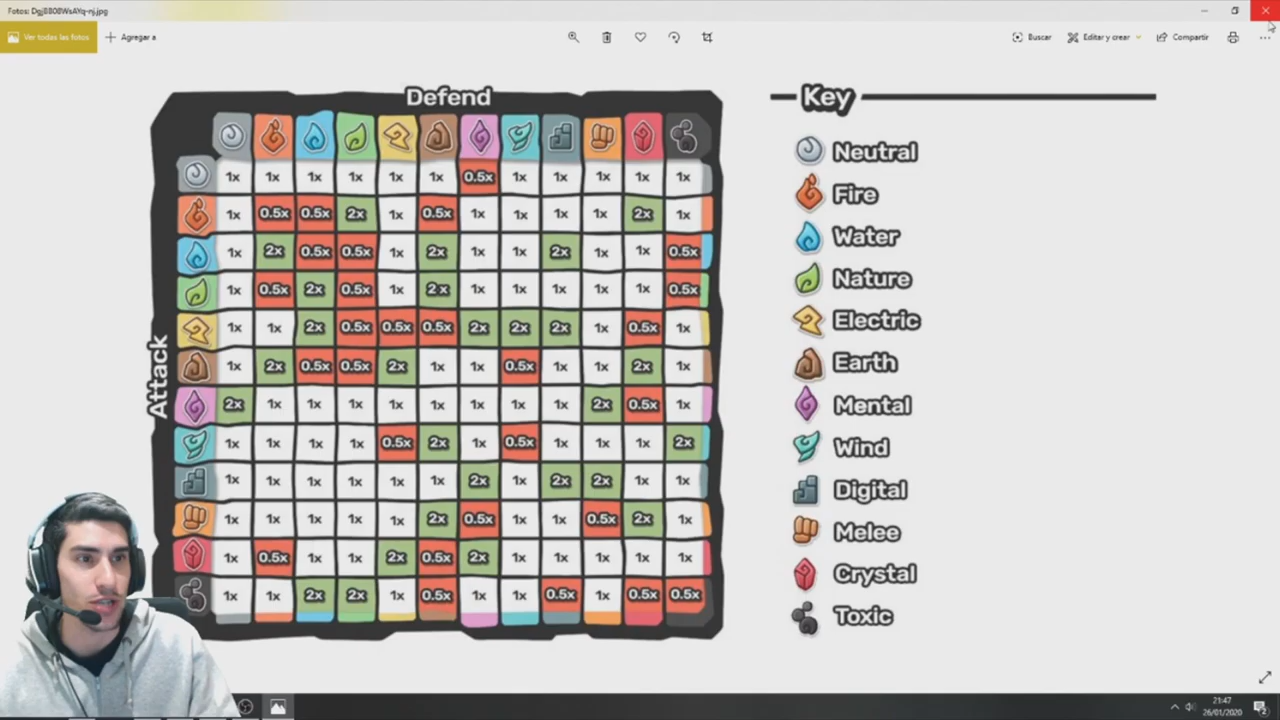 Fotos: Dgj8B08WsAYq-nj.jpg
Ver todas las fotos
Agregar a
Buscar
Editar y crear
Compartir
Defend
Key
Attack
1x 1x 1x 1x 1x 1x 0.5x 1x 1x 1x 1x 1x
1x 0.5x 0.5x 2x 1x 0.5x 1x 1x 1x 1x 2x 1x
1x 2x 0.5x 0.5x 1x 2x 1x 1x 2x 1x 1x 0.5x
1x 0.5x 2x 0.5x 1x 2x 1x 1x 1x 1x 1x 0.5x
1x 1x 2x 0.5x 0.5x 0.5x 2x 2x 2x 1x 0.5x 1x
1x 2x 0.5x 0.5x 2x 1x 1x 0.5x 1x 1x 2x 1x
2x 1x 1x 1x 1x 1x 1x 1x 1x 2x 0.5x 1x
1x 1x 1x 1x 0.5x 2x 1x 0.5x 1x 1x 1x 2x
1x 1x 1x 1x 1x 1x 2x 1x 2x 2x 1x 1x
1x 1x 1x 1x 1x 2x 0.5x 1x 1x 0.5x 2x 1x
1x 0.5x 1x 1x 2x 0.5x 2x 1x 1x 1x 1x 1x
1x 1x 2x 2x 1x 0.5x 1x 1x 0.5x 1x 0.5x 0.5x
Neutral
Fire
Water
Nature
Electric
Earth
Mental
Wind
Digital
Melee
Crystal
Toxic
21:47
26/01/2020
2